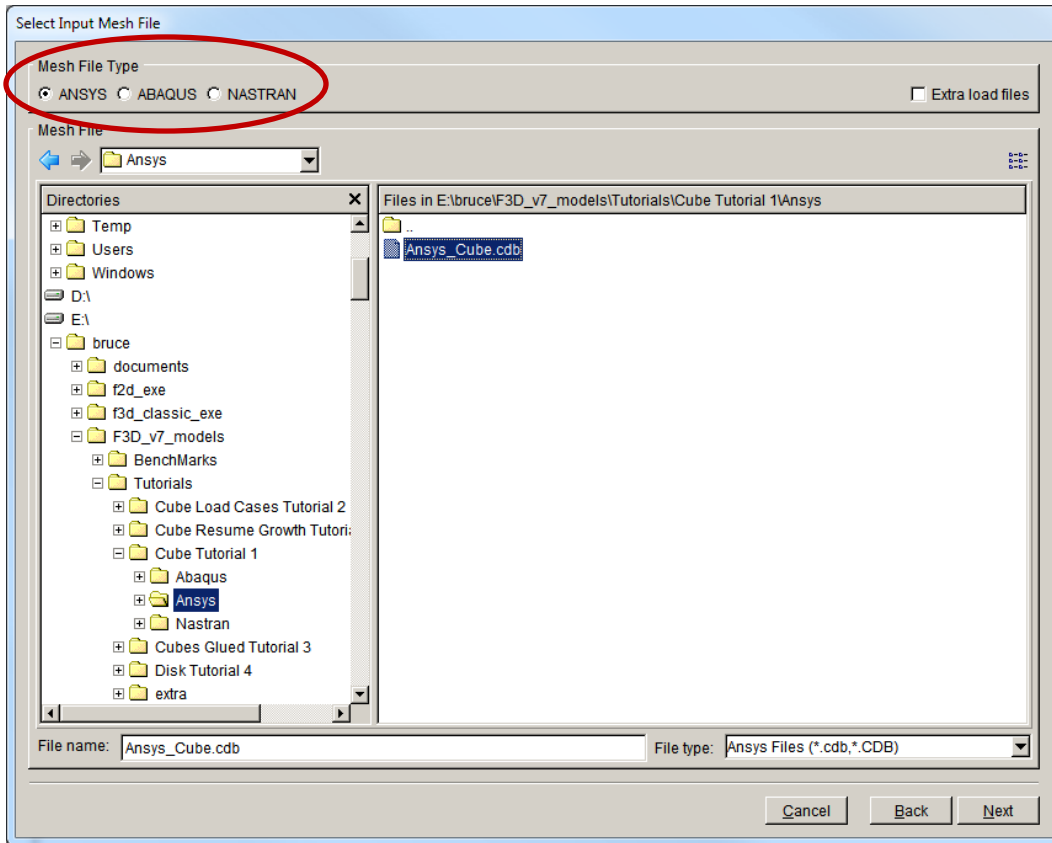 Select Input Mesh File
Mesh File Type
ANSYS ABAQUS NASTRAN
Extra load files
Mesh File
Ansys
Directories X
Files in E:\bruce\F3D_v7_models\Tutorials\Cube Tutorial 1\Ansys
Temp
..
Users
Ansys_Cube.cdb
Windows
D:\
E:\
bruce
documents
f2d_exe
f3d_classic_exe
F3D_v7_models
BenchMarks
Tutorials
Cube Load Cases Tutorial 2
Cube Resume Growth Tutori
Cube Tutorial 1
Abaqus
Ansys
Nastran
Cubes Glued Tutorial 3
Disk Tutorial 4
extra
File name: Ansys_Cube.cdb
File type: Ansys Files (*.cdb,*.CDB)
Cancel Back Next